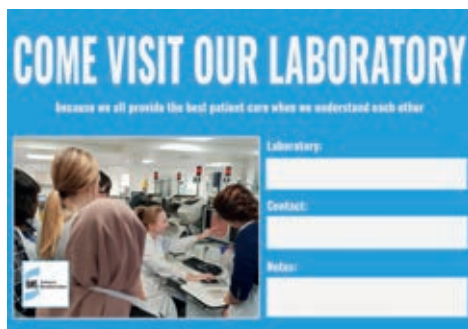 COME VISIT OUR LABORATORY
because we all provide the best patient care when we understand each other
Laboratory:
Contact:
Notes: